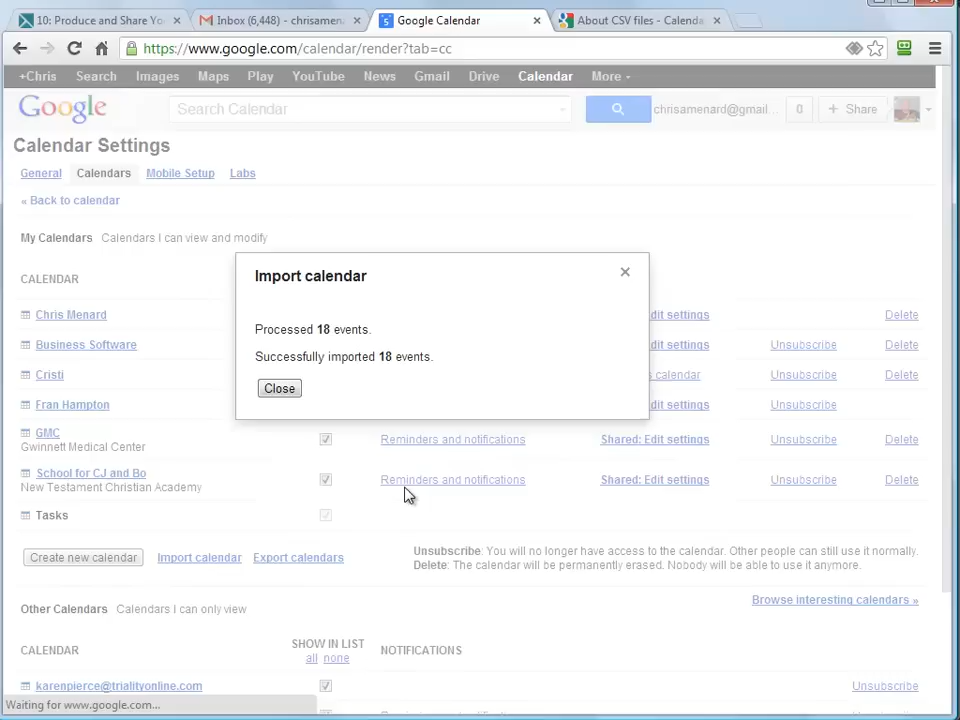 10: Produce and Share Yo
Inbox (6,448) - chrisamena
Google Calendar
About CSV files - Calenda
https://www.google.com/calendar/render?tab=cc
+Chris Search Images Maps Play YouTube News Gmail Drive Calendar More
Google
Search Calendar
chrisamenard@gmail...
0
+ Share
Calendar Settings
General Calendars Mobile Setup Labs
« Back to calendar
My Calendars Calendars I can view and modify
CALENDAR
Import calendar
Processed 18 events.
Successfully imported 18 events.
Close
Chris Menard
dit settings
Delete
Business Software
dit settings
Unsubscribe
Delete
Cristi
s calendar
Unsubscribe
Delete
Fran Hampton
dit settings
Unsubscribe
GMC
Gwinnett Medical Center
Reminders and notifications
Shared: Edit settings
Unsubscribe
Delete
School for CJ and Bo
New Testament Christian Academy
Reminders and notifications
Shared: Edit settings
Unsubscribe
Delete
Tasks
Create new calendar
Import calendar
Export calendars
Unsubscribe: You will no longer have access to the calendar. Other people can still use it normally.
Delete: The calendar will be permanently erased. Nobody will be able to use it anymore.
Other Calendars Calendars I can only view
Browse interesting calendars »
CALENDAR
SHOW IN LIST
all none
NOTIFICATIONS
karenpierce@trialityonline.com
Unsubscribe
Waiting for www.google.com...